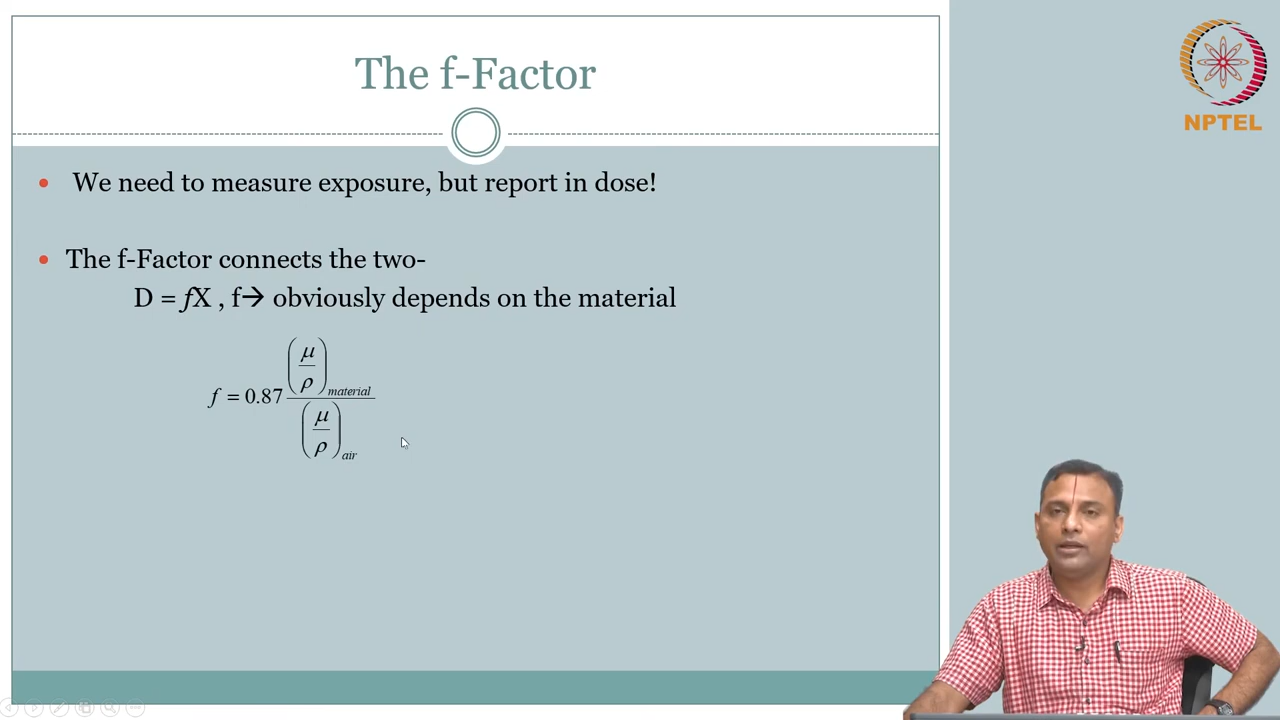 The f-Factor
NPTEL
• We need to measure exposure, but report in dose!
• The f-Factor connects the two-
D = fX , f→ obviously depends on the material
f = 0.87 (μ/ρ)material / (μ/ρ)air